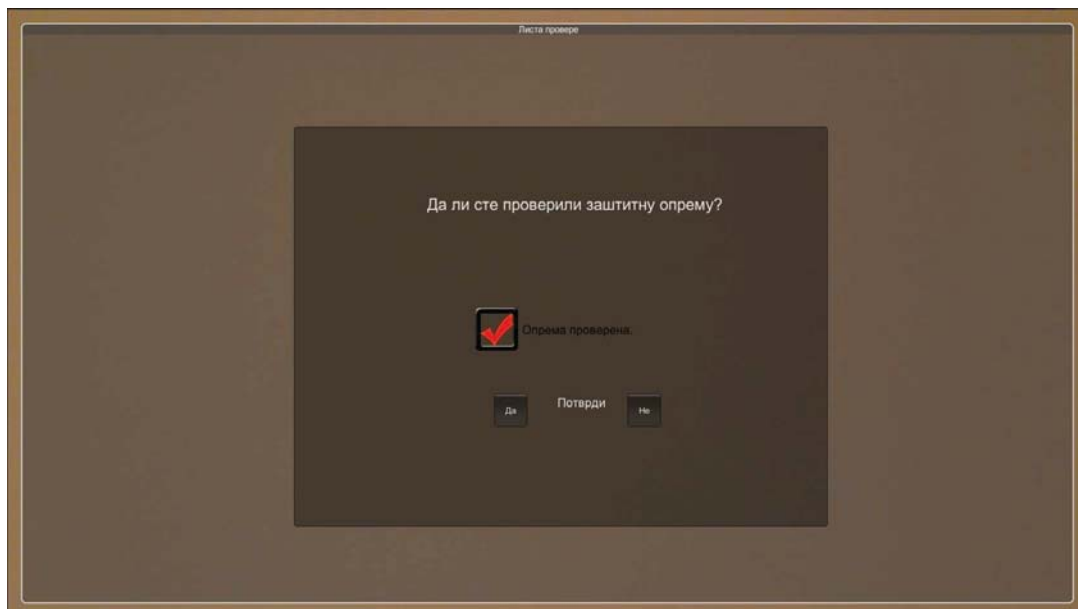 Листа провере
Да ли сте проверили заштитну опрему?
Опрема проверена.
Да Потврди Не